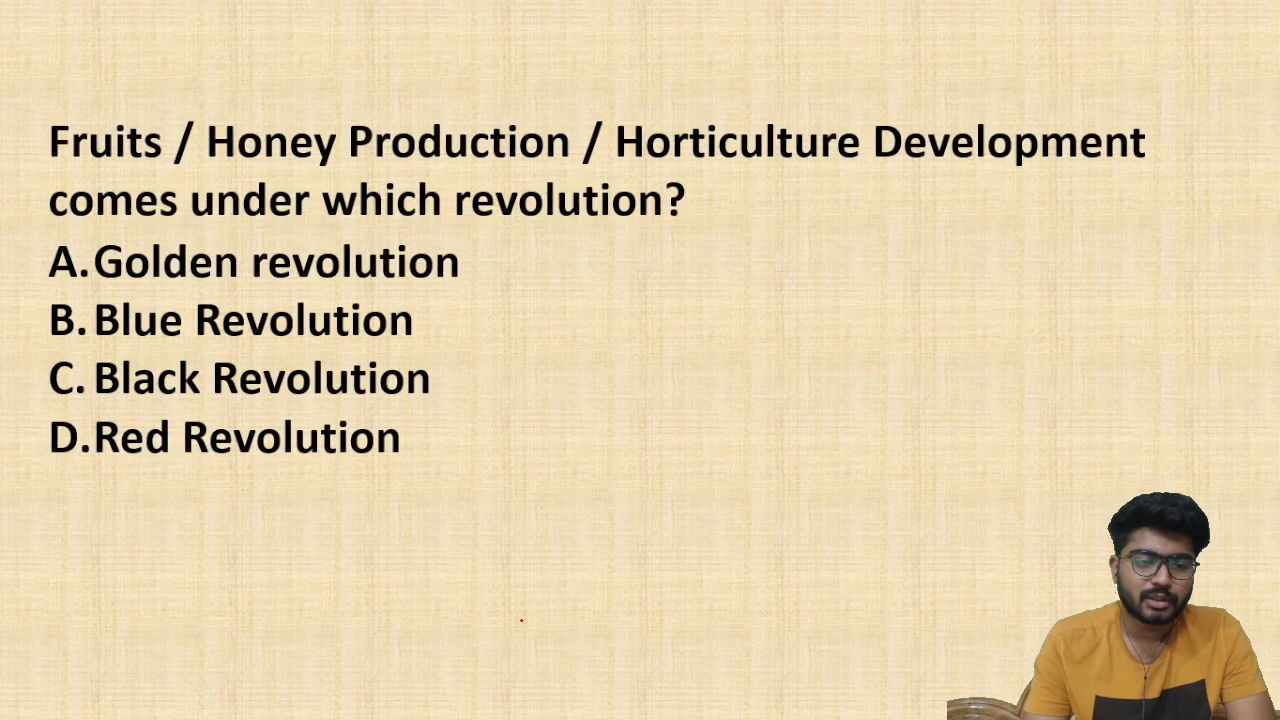 Fruits / Honey Production / Horticulture Development
comes under which revolution?
A. Golden revolution
B. Blue Revolution
C. Black Revolution
D. Red Revolution